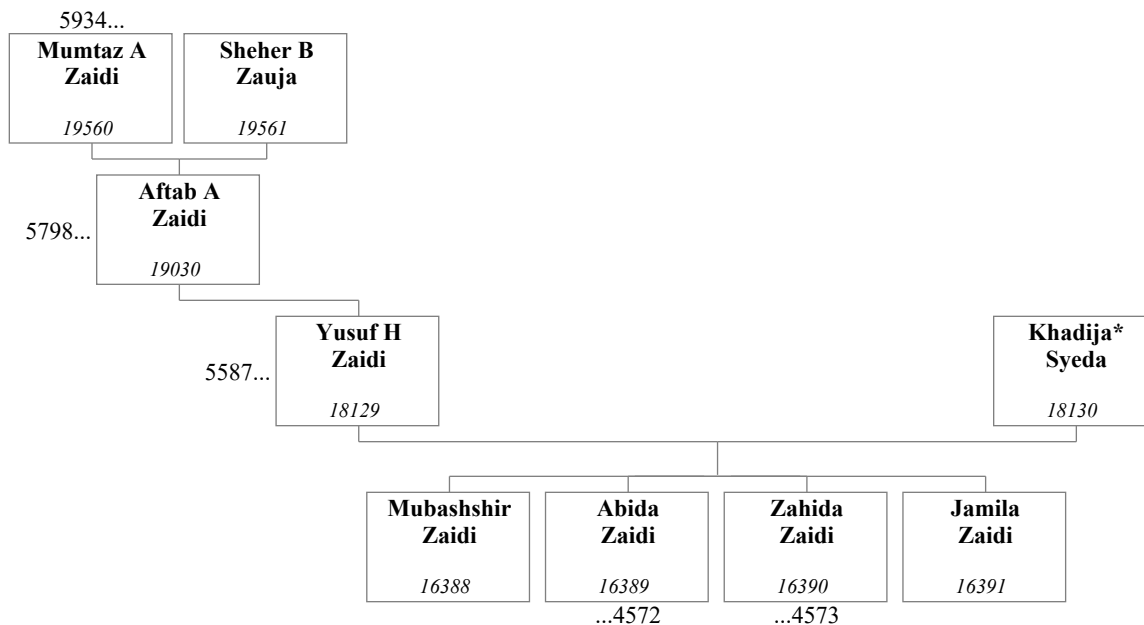 5934...
Mumtaz A
Zaidi
19560
Sheher B
Zauja
19561
Aftab A
Zaidi
19030
5798...
Yusuf H
Zaidi
18129
5587...
Khadija*
Syeda
18130
Mubashshir
Zaidi
16388
Abida
Zaidi
16389
...4572
Zahida
Zaidi
16390
...4573
Jamila
Zaidi
16391